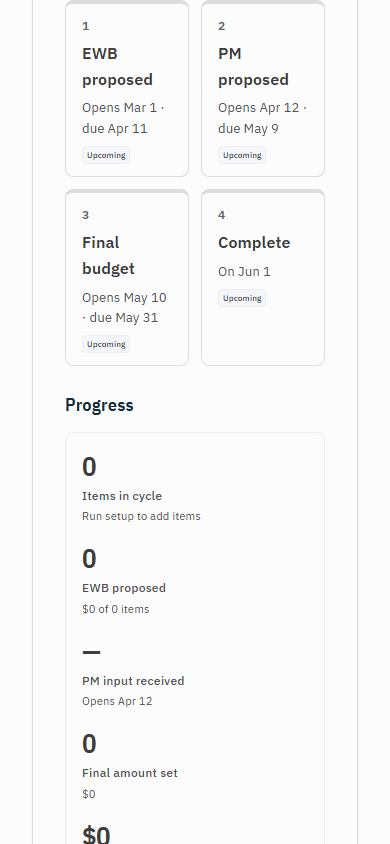 1
EWB
proposed
Opens Mar 1 ·
due Apr 11
Upcoming
2
PM
proposed
Opens Apr 12 ·
due May 9
Upcoming
3
Final
budget
Opens May 10
· due May 31
Upcoming
4
Complete
On Jun 1
Upcoming
Progress
0
Items in cycle
Run setup to add items
0
EWB proposed
$0 of 0 items
—
PM input received
Opens Apr 12
0
Final amount set
$0
$0